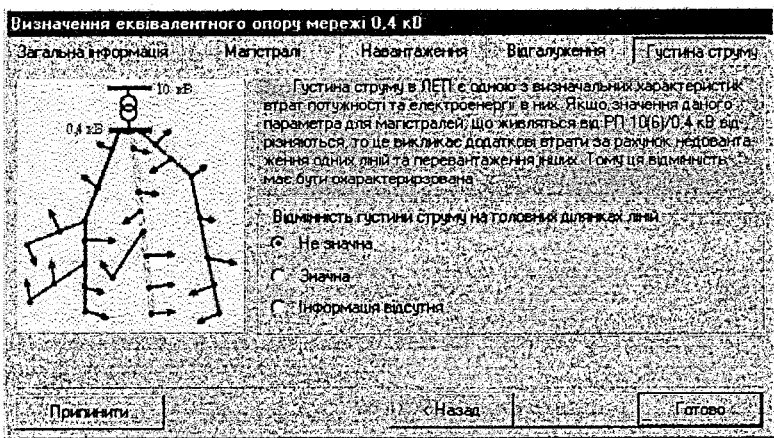 Визначення еквівалентного опору мережі 0,4 кВ
Загальна інформація Магістралі Навантаження Відгалуження Густина струму
10 кВ
0,4 кВ
Густина струму в ЛЕП є одною з визначальних характеристик
втрат потужності та електроенергії в них. Якщо, значення даного
параметра для магістралей, що живляться від РП 10(6)/0,4 кВ від
різняються, то це викликає додаткові втрати за рахунок недованта-
ження одних ліній та перевантаження інших. Тому ця відмінність
має бути охарактеризована
Відмінність густини струму на головних ділянках ліній
Не значна
Значна
Інформація відсутня
Припинити
< Назад
Готово